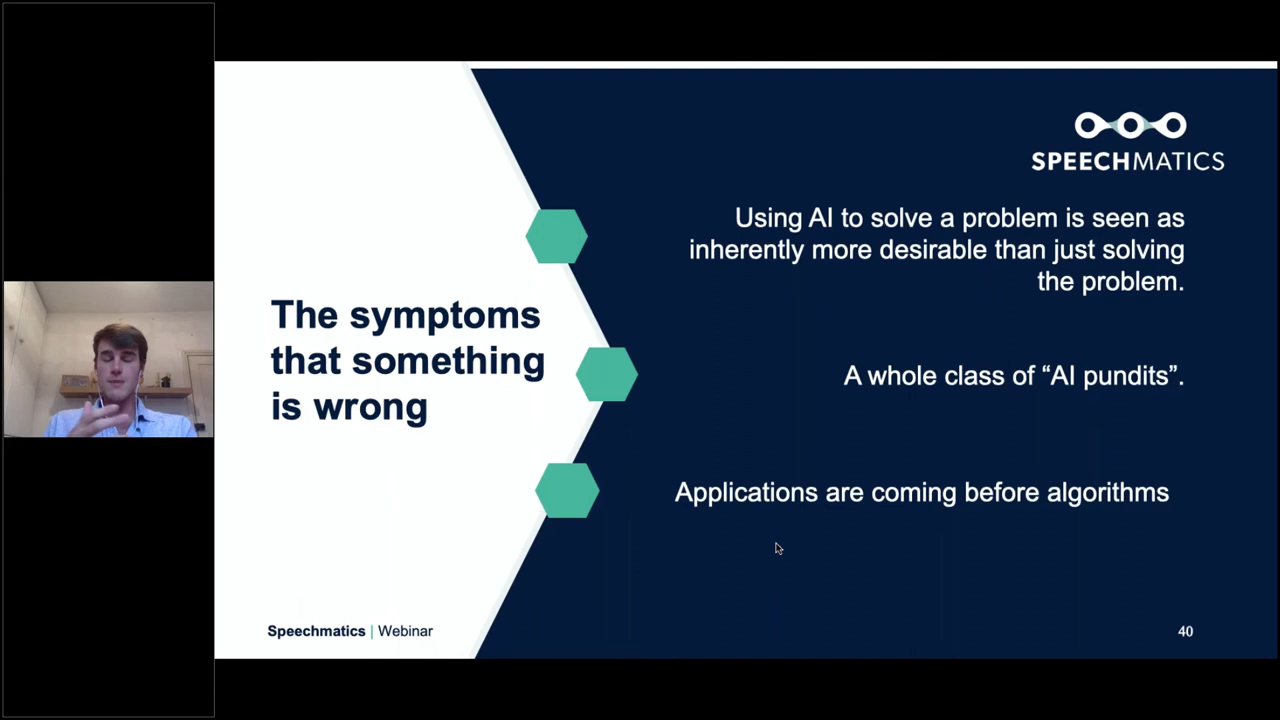 SPEECHMATICS
The symptoms
that something
is wrong
Using AI to solve a problem is seen as
inherently more desirable than just solving
the problem.
A whole class of “AI pundits”.
Applications are coming before algorithms
Speechmatics | Webinar
40